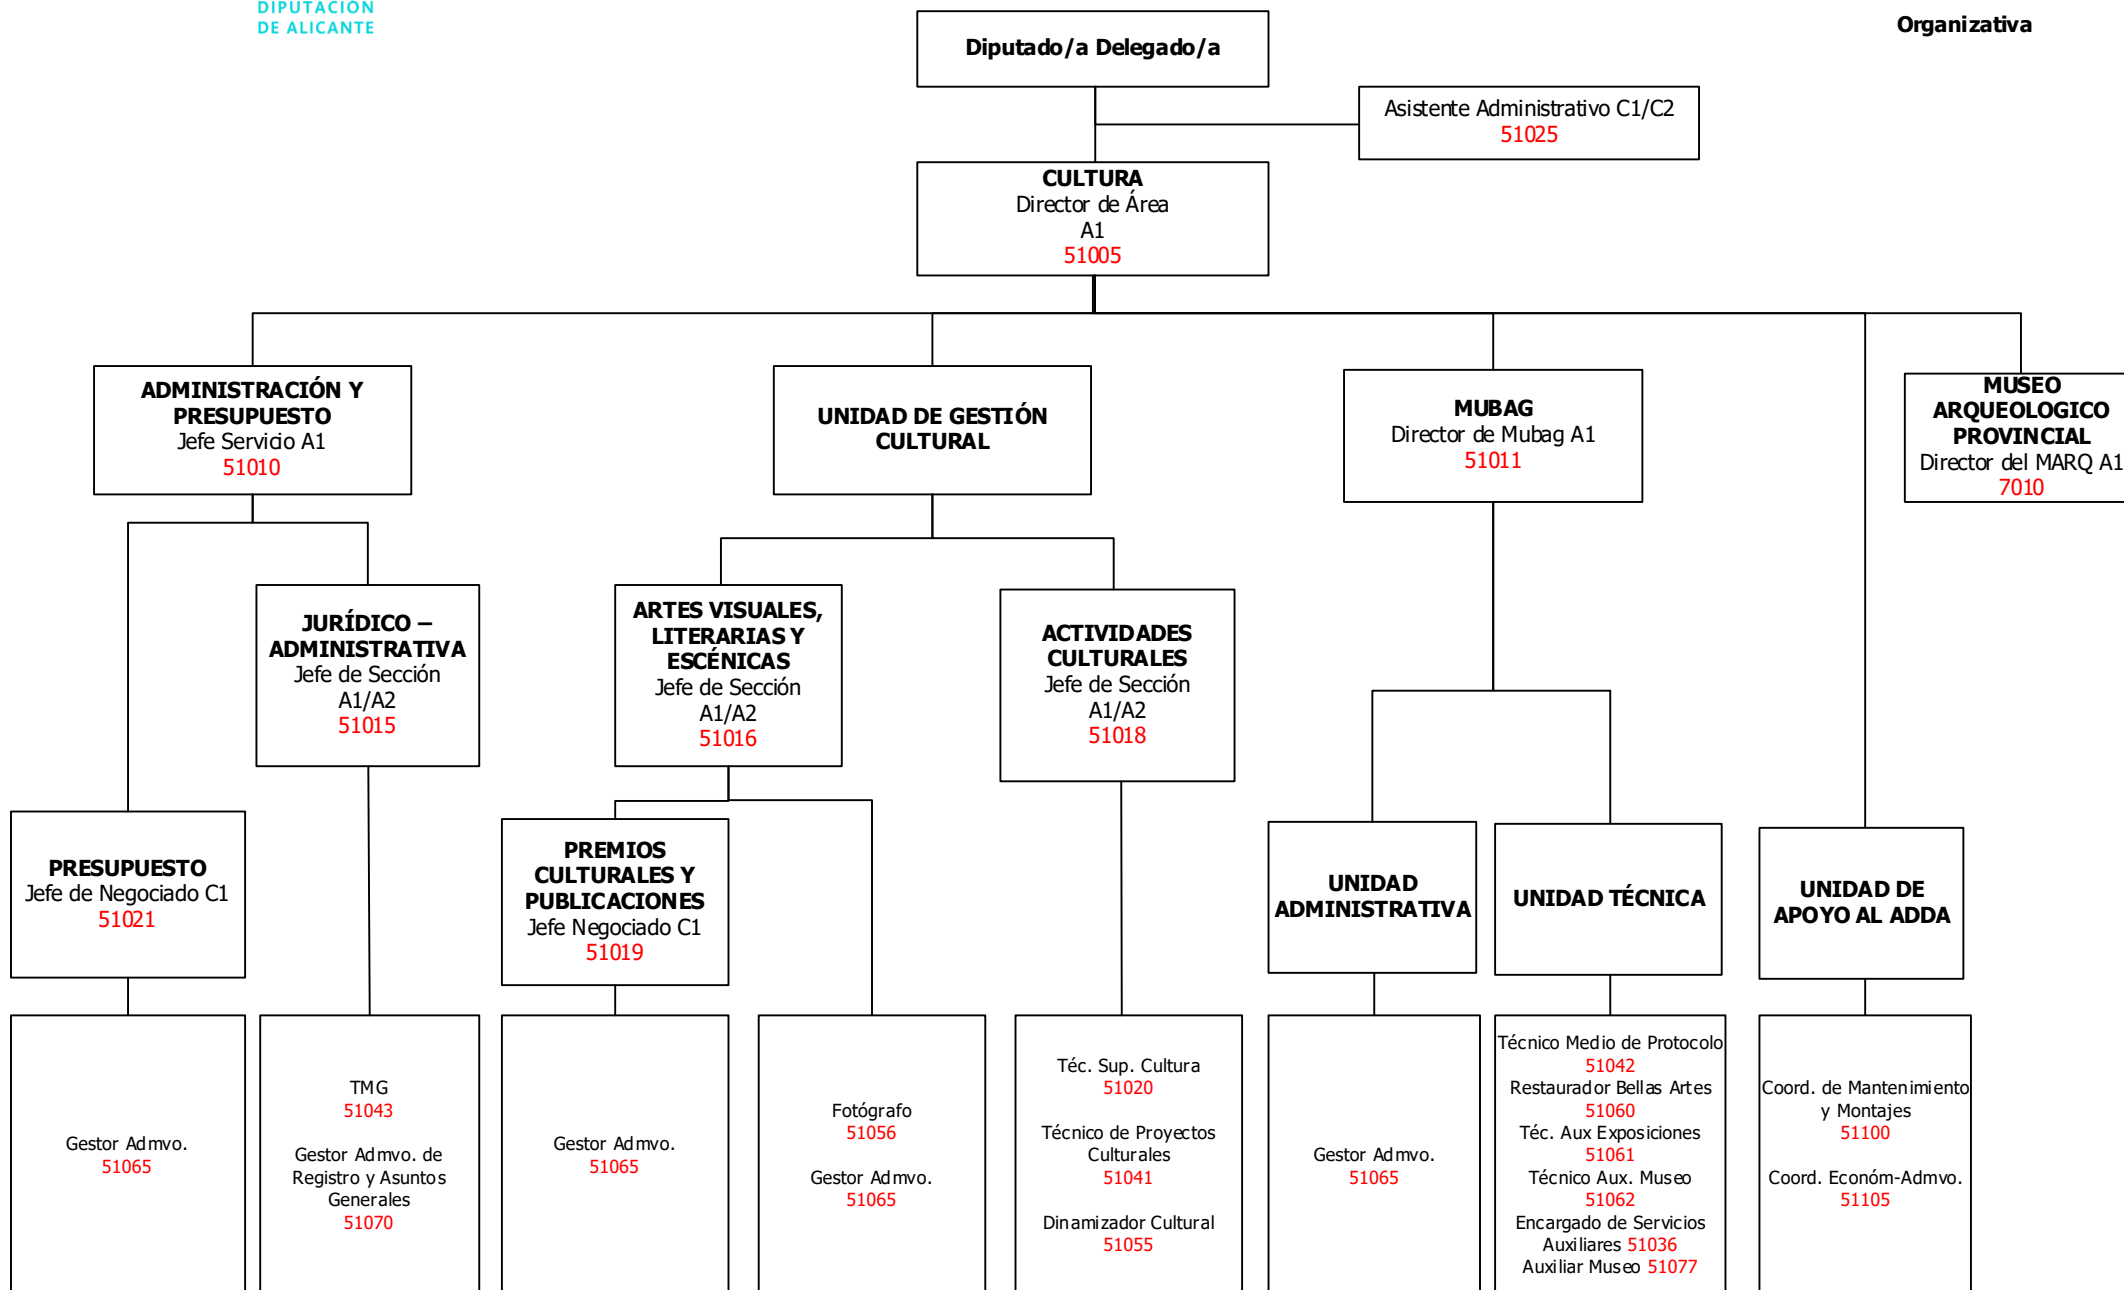 DIPUTACIÓN
DE ALICANTE
Organizativa
Diputado/a Delegado/a
Asistente Administrativo C1/C2
51025
CULTURA
Director de Área
A1
51005
ADMINISTRACIÓN Y
PRESUPUESTO
Jefe Servicio A1
51010
UNIDAD DE GESTIÓN
CULTURAL
MUBAG
Director de Mubag A1
51011
MUSEO
ARQUEOLOGICO
PROVINCIAL
Director del MARQ A1
7010
JURÍDICO –
ADMINISTRATIVA
Jefe de Sección
A1/A2
51015
ARTES VISUALES,
LITERARIAS Y
ESCÉNICAS
Jefe de Sección
A1/A2
51016
ACTIVIDADES
CULTURALES
Jefe de Sección
A1/A2
51018
PRESUPUESTO
Jefe de Negociado C1
51021
PREMIOS
CULTURALES Y
PUBLICACIONES
Jefe Negociado C1
51019
UNIDAD
ADMINISTRATIVA
UNIDAD TÉCNICA
UNIDAD DE
APOYO AL ADDA
Gestor Admvo.
51065
TMG
51043
Gestor Admvo. de
Registro y Asuntos
Generales
51070
Gestor Admvo.
51065
Fotógrafo
51056
Gestor Admvo.
51065
Téc. Sup. Cultura
51020
Técnico de Proyectos
Culturales
51041
Dinamizador Cultural
51055
Gestor Admvo.
51065
Técnico Medio de Protocolo
51042
Restaurador Bellas Artes
51060
Téc. Aux Exposiciones
51061
Técnico Aux. Museo
51062
Encargado de Servicios
Auxiliares 51036
Auxiliar Museo 51077
Coord. de Mantenimiento
y Montajes
51100
Coord. Económ-Admvo.
51105